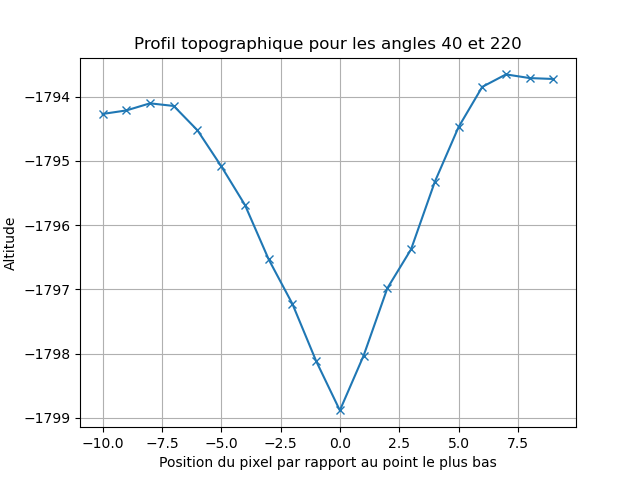 Profil topographique pour les angles 40 et 220
−1794
−1795
−1796
−1797
−1798
−1799
Altitude
−10.0 −7.5 −5.0 −2.5 0.0 2.5 5.0 7.5
Position du pixel par rapport au point le plus bas